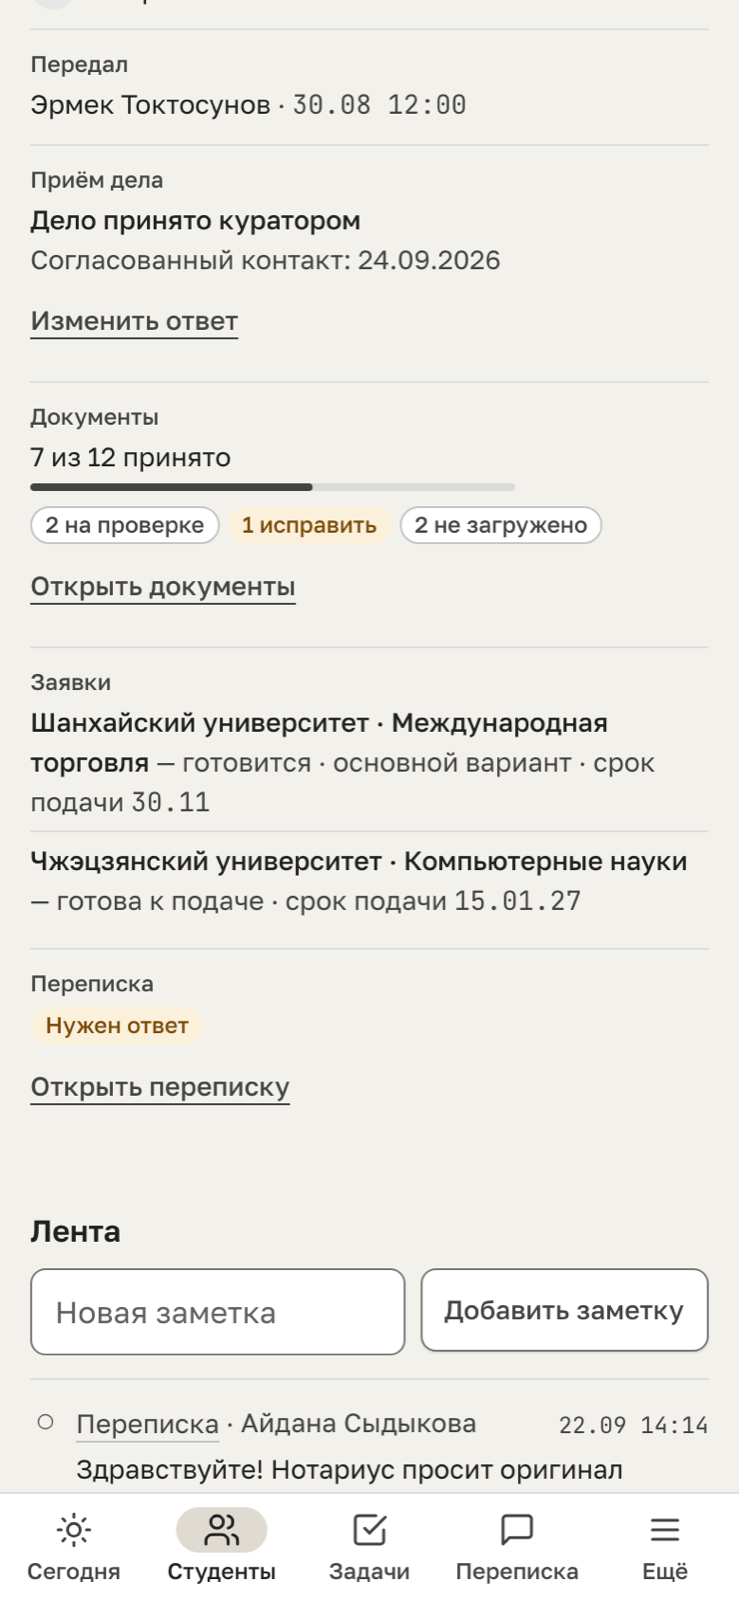 Передал
Эрмек Токтосунов · 30.08 12:00
Приём дела
Дело принято куратором
Согласованный контакт: 24.09.2026
Изменить ответ
Документы
7 из 12 принято
2 на проверке 1 исправить 2 не загружено
Открыть документы
Заявки
Шанхайский университет · Международная
торговля — готовится · основной вариант · срок
подачи 30.11
Чжэцзянский университет · Компьютерные науки
— готова к подаче · срок подачи 15.01.27
Переписка
Нужен ответ
Открыть переписку
Лента
Новая заметка Добавить заметку
Переписка · Айдана Сыдыкова 22.09 14:14
Здравствуйте! Нотариус просит оригинал
Сегодня Студенты Задачи Переписка Ещё